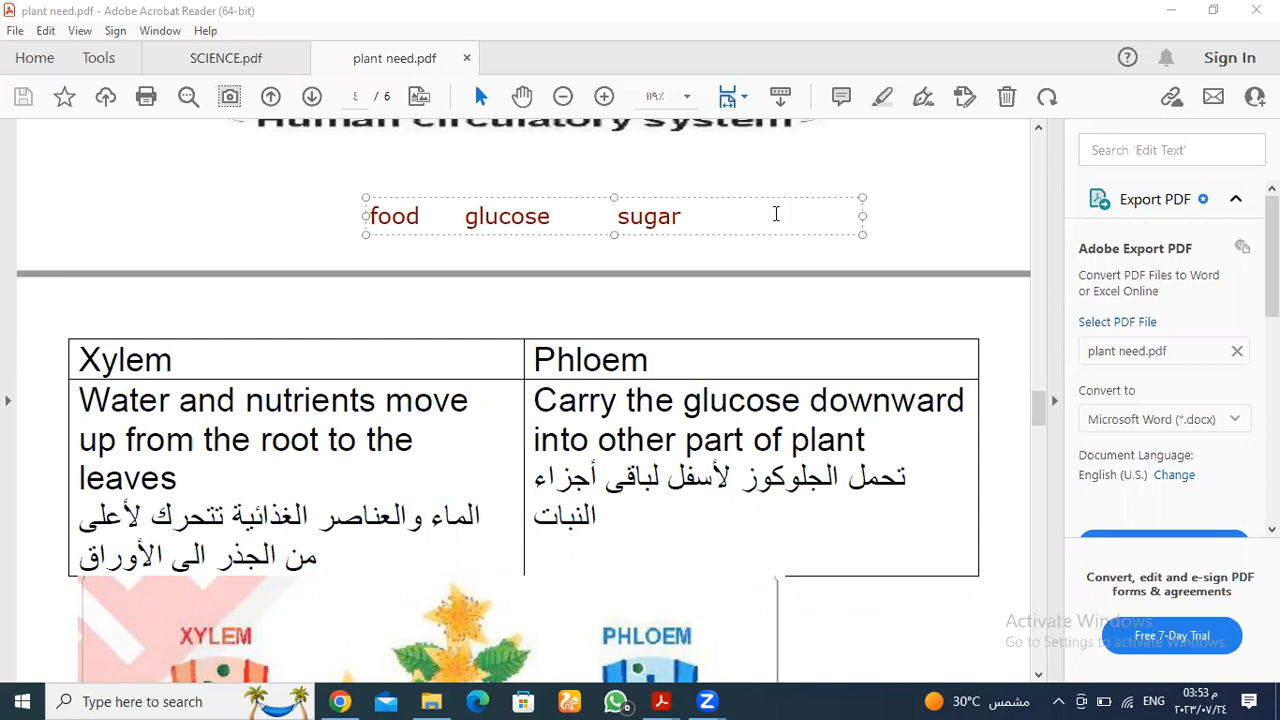 plant need.pdf - Adobe Acrobat Reader (64-bit)
File Edit View Sign Window Help
Home Tools SCIENCE.pdf plant need.pdf × Sign In
٤ / 6 ١١٩٪
Human circulatory system
food glucose sugar
Xylem
Water and nutrients move
up from the root to the
leaves
الماء والعناصر الغذائية تتحرك لأعلى
من الجذر الى الأوراق
Phloem
Carry the glucose downward
into other part of plant
تحمل الجلوكوز لأسفل لباقى أجزاء
النبات
XYLEM
PHLOEM
Search 'Edit Text'
Export PDF
Adobe Export PDF
Convert PDF Files to Word
or Excel Online
Select PDF File
plant need.pdf
Convert to
Microsoft Word (*.docx)
Document Language:
English (U.S.) Change
Convert, edit and e-sign PDF
forms & agreements
Free 7-Day Trial
Activate Windows
Go to Settings to activate Windows.
Type here to search
30°C مشمس
ENG
03:53 م
٢٠٢٣/٠٧/٢٤